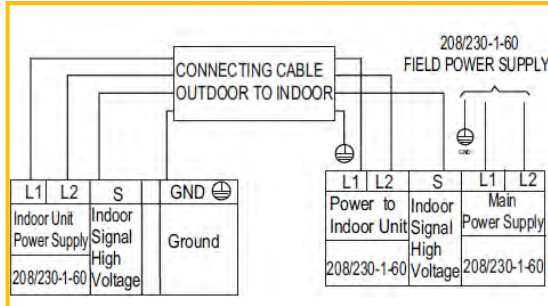 208/230-1-60
FIELD POWER SUPPLY
CONNECTING CABLE
OUTDOOR TO INDOOR
GND
L1 L2 S GND
Indoor Unit
Power Supply
208/230-1-60
Indoor
Signal
High
Voltage
Ground
L1 L2 S L1 L2
Power to
Indoor Unit
208/230-1-60
Indoor
Signal
High
Voltage
Main
Power Supply
208/230-1-60